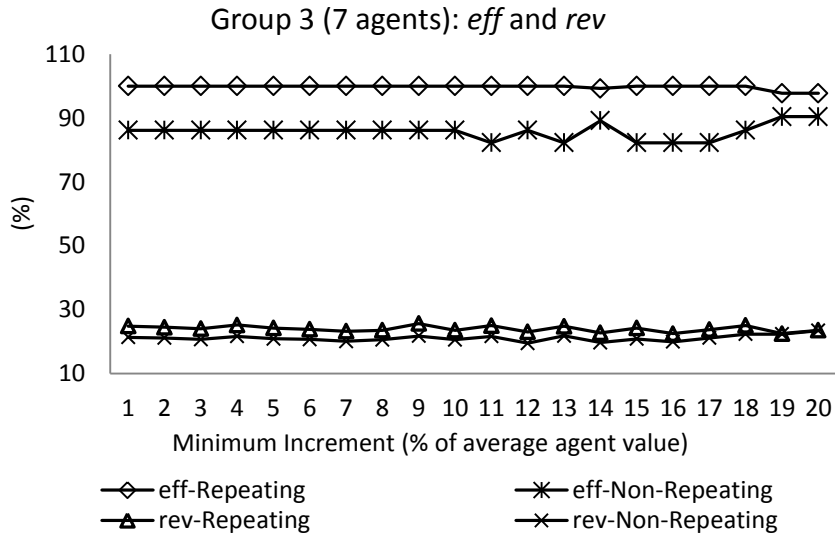 Group 3 (7 agents): eff and rev
110
90
70
50
30
10
(%)
1 2 3 4 5 6 7 8 9 10 11 12 13 14 15 16 17 18 19 20
Minimum Increment (% of average agent value)
eff-Repeating
eff-Non-Repeating
rev-Repeating
rev-Non-Repeating